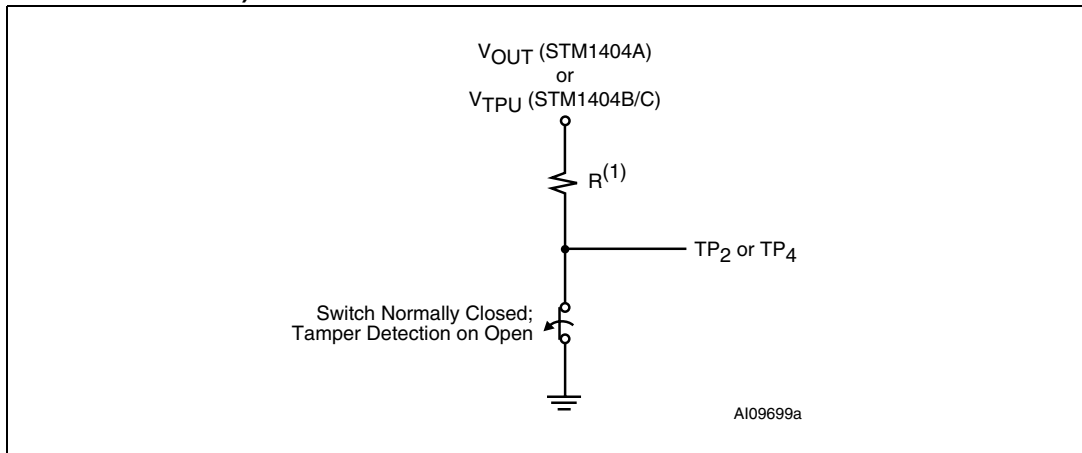 VOUT (STM1404A)
or
VTPU (STM1404B/C)
R(1)
TP2 or TP4
Switch Normally Closed;
Tamper Detection on Open
AI09699a